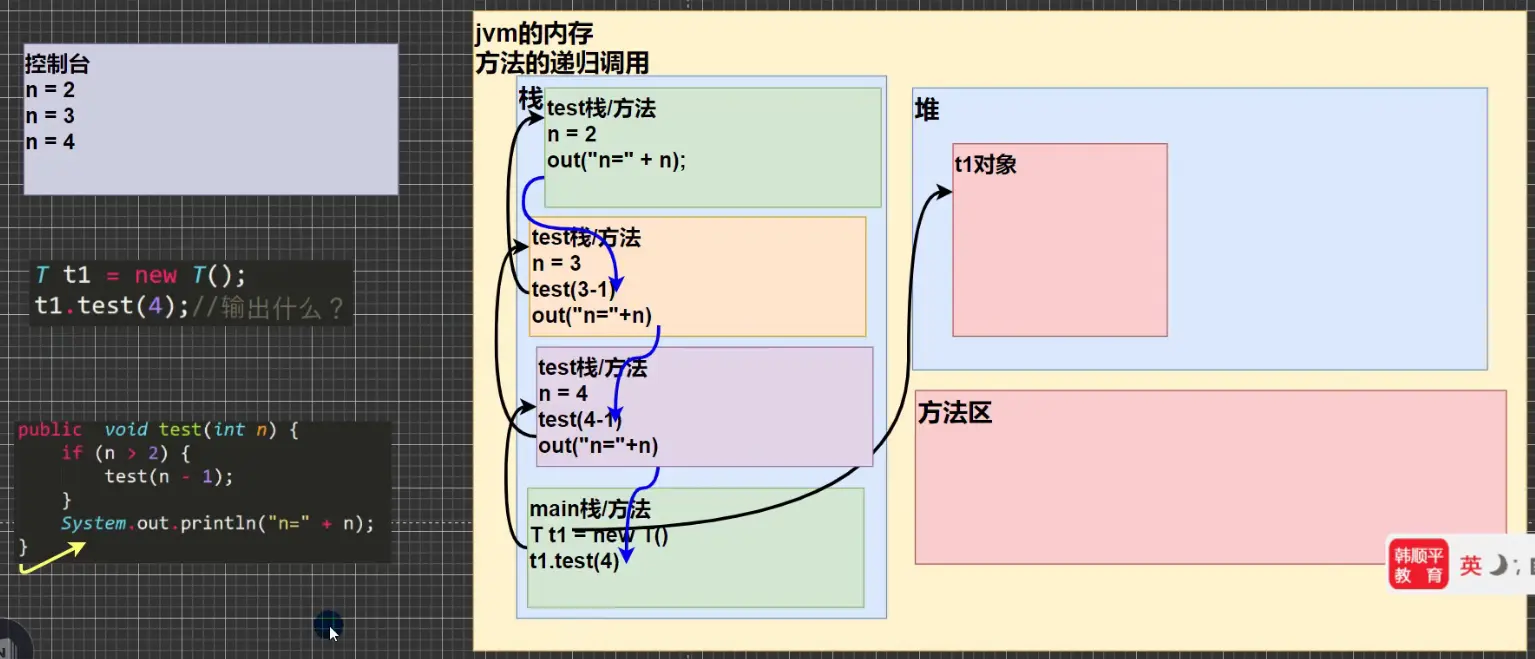 控制台
n = 2
n = 3
n = 4
T t1 = new T();
t1.test(4);//输出什么？
public  void test(int n) {
    if (n > 2) {
        test(n - 1);
    }
    System.out.println("n=" + n);
}
jvm的内存
方法的递归调用
栈
test栈/方法
n = 2
out("n=" + n);
test栈/方法
n = 3
test(3-1)
out("n="+n)
test栈/方法
n = 4
test(4-1)
out("n="+n)
main栈/方法
T t1 = new T()
t1.test(4)
堆
t1对象
方法区
韩顺平
教 育
英